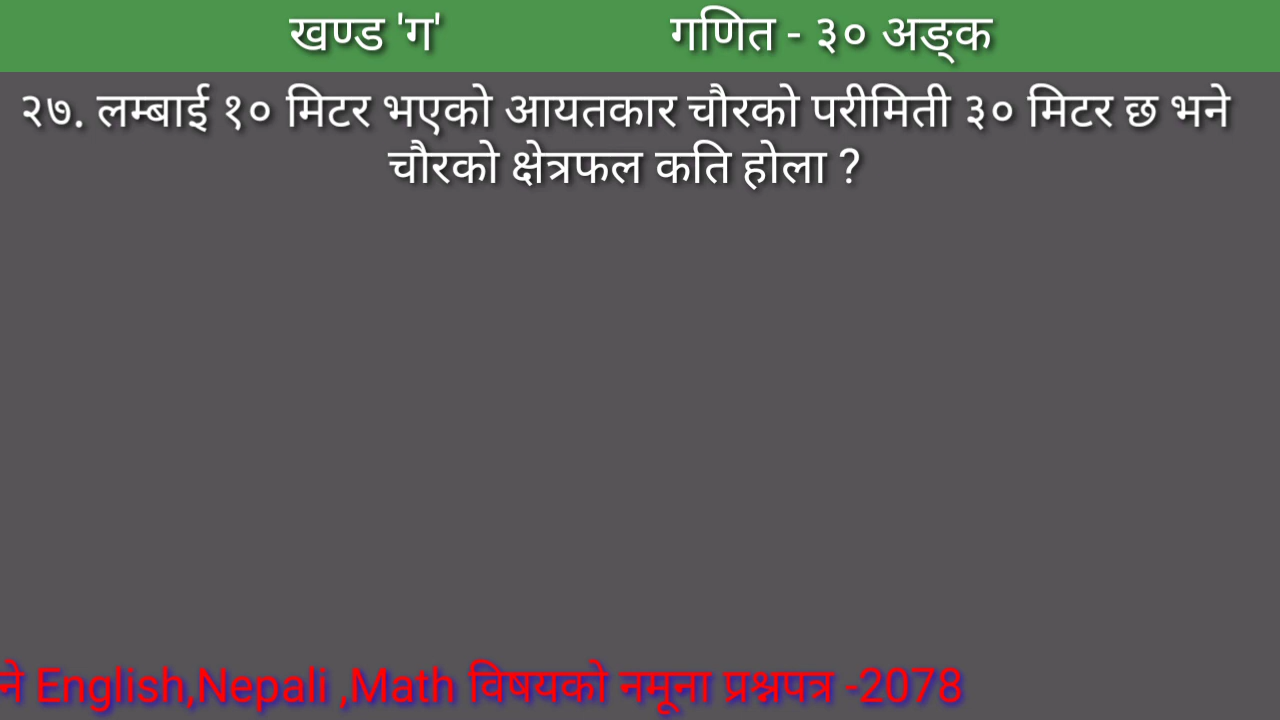 खण्ड 'ग' गणित - ३० अङ्क
२७. लम्बाई १० मिटर भएको आयतकार चौरको परीमिती ३० मिटर छ भने
चौरको क्षेत्रफल कति होला ?
ने English,Nepali ,Math विषयको नमूना प्रश्नपत्र -2078